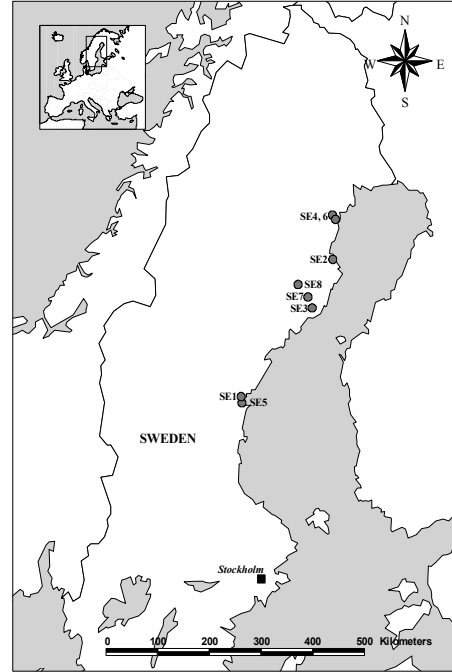 N
W E
S
SE4, 6
SE2
SE8
SE7
SE3
SE1
SE5
SWEDEN
Stockholm
0 100 200 300 400 500 Kilometers